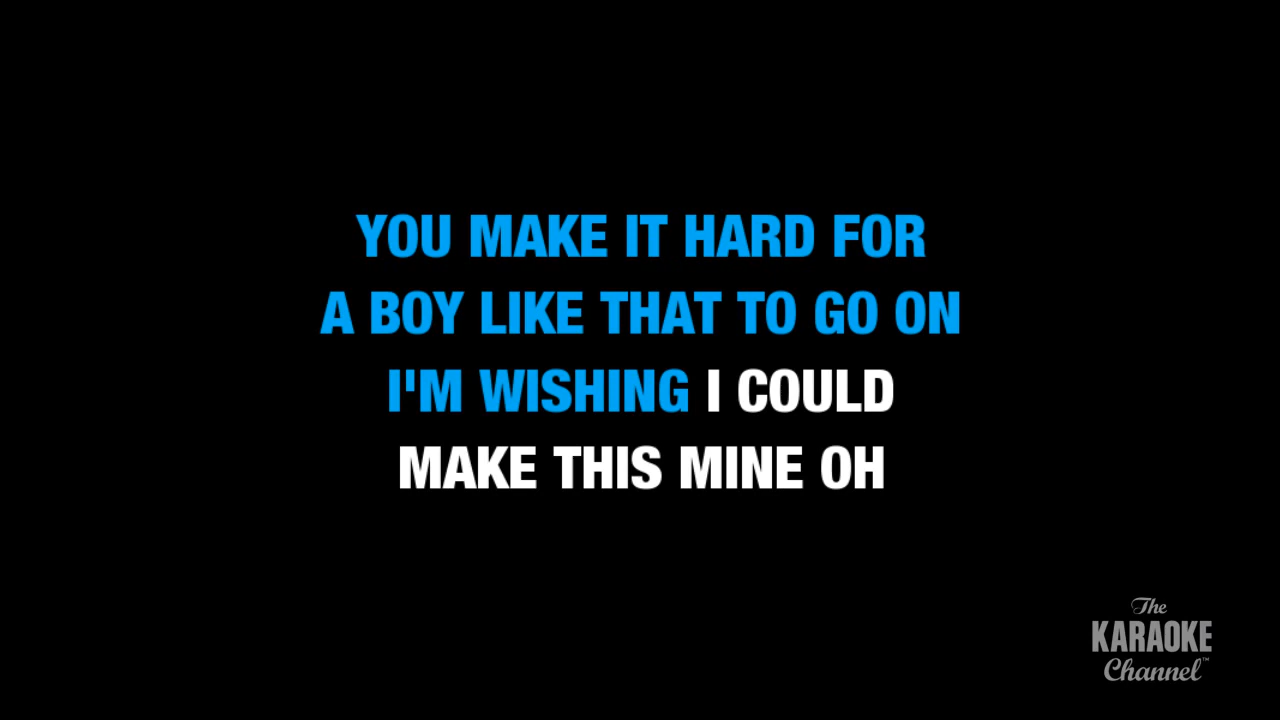 YOU MAKE IT HARD FOR
A BOY LIKE THAT TO GO ON
I'M WISHING I COULD
MAKE THIS MINE OH
The
KARAOKE
Channel™